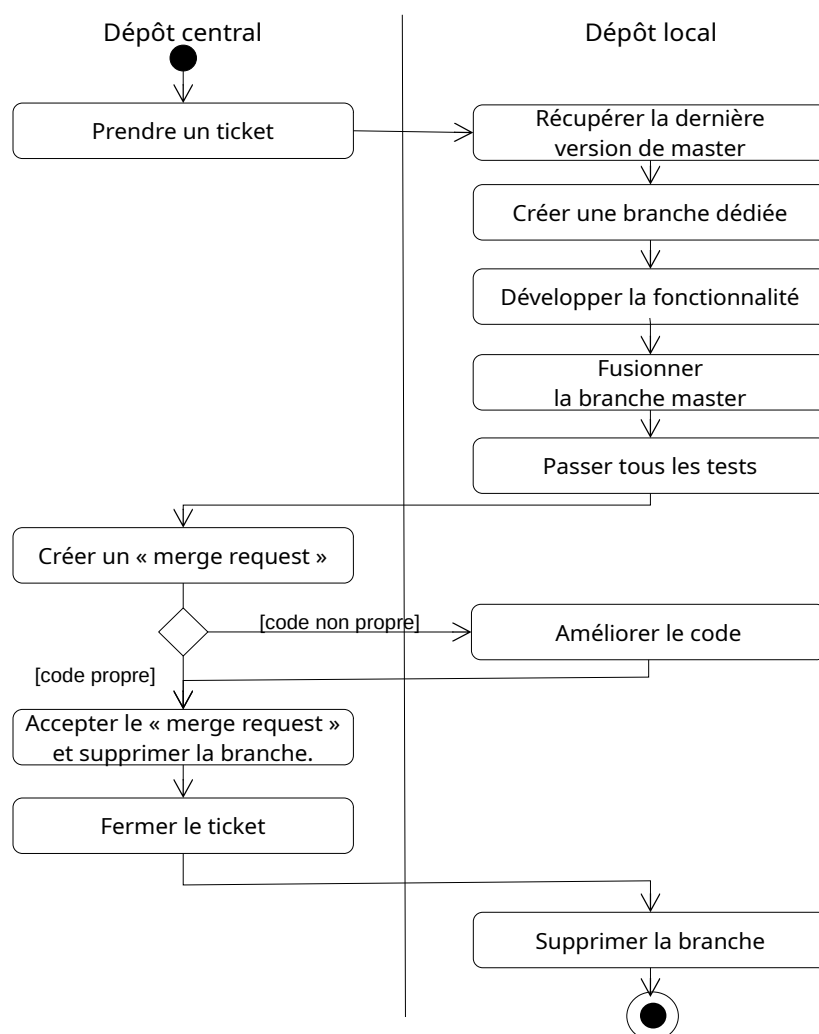 Dépôt central
Dépôt local
Prendre un ticket
Récupérer la dernière
version de master
Créer une branche dédiée
Développer la fonctionnalité
Fusionner
la branche master
Passer tous les tests
Créer un « merge request »
[code non propre]
Améliorer le code
[code propre]
Accepter le « merge request »
et supprimer la branche.
Fermer le ticket
Supprimer la branche